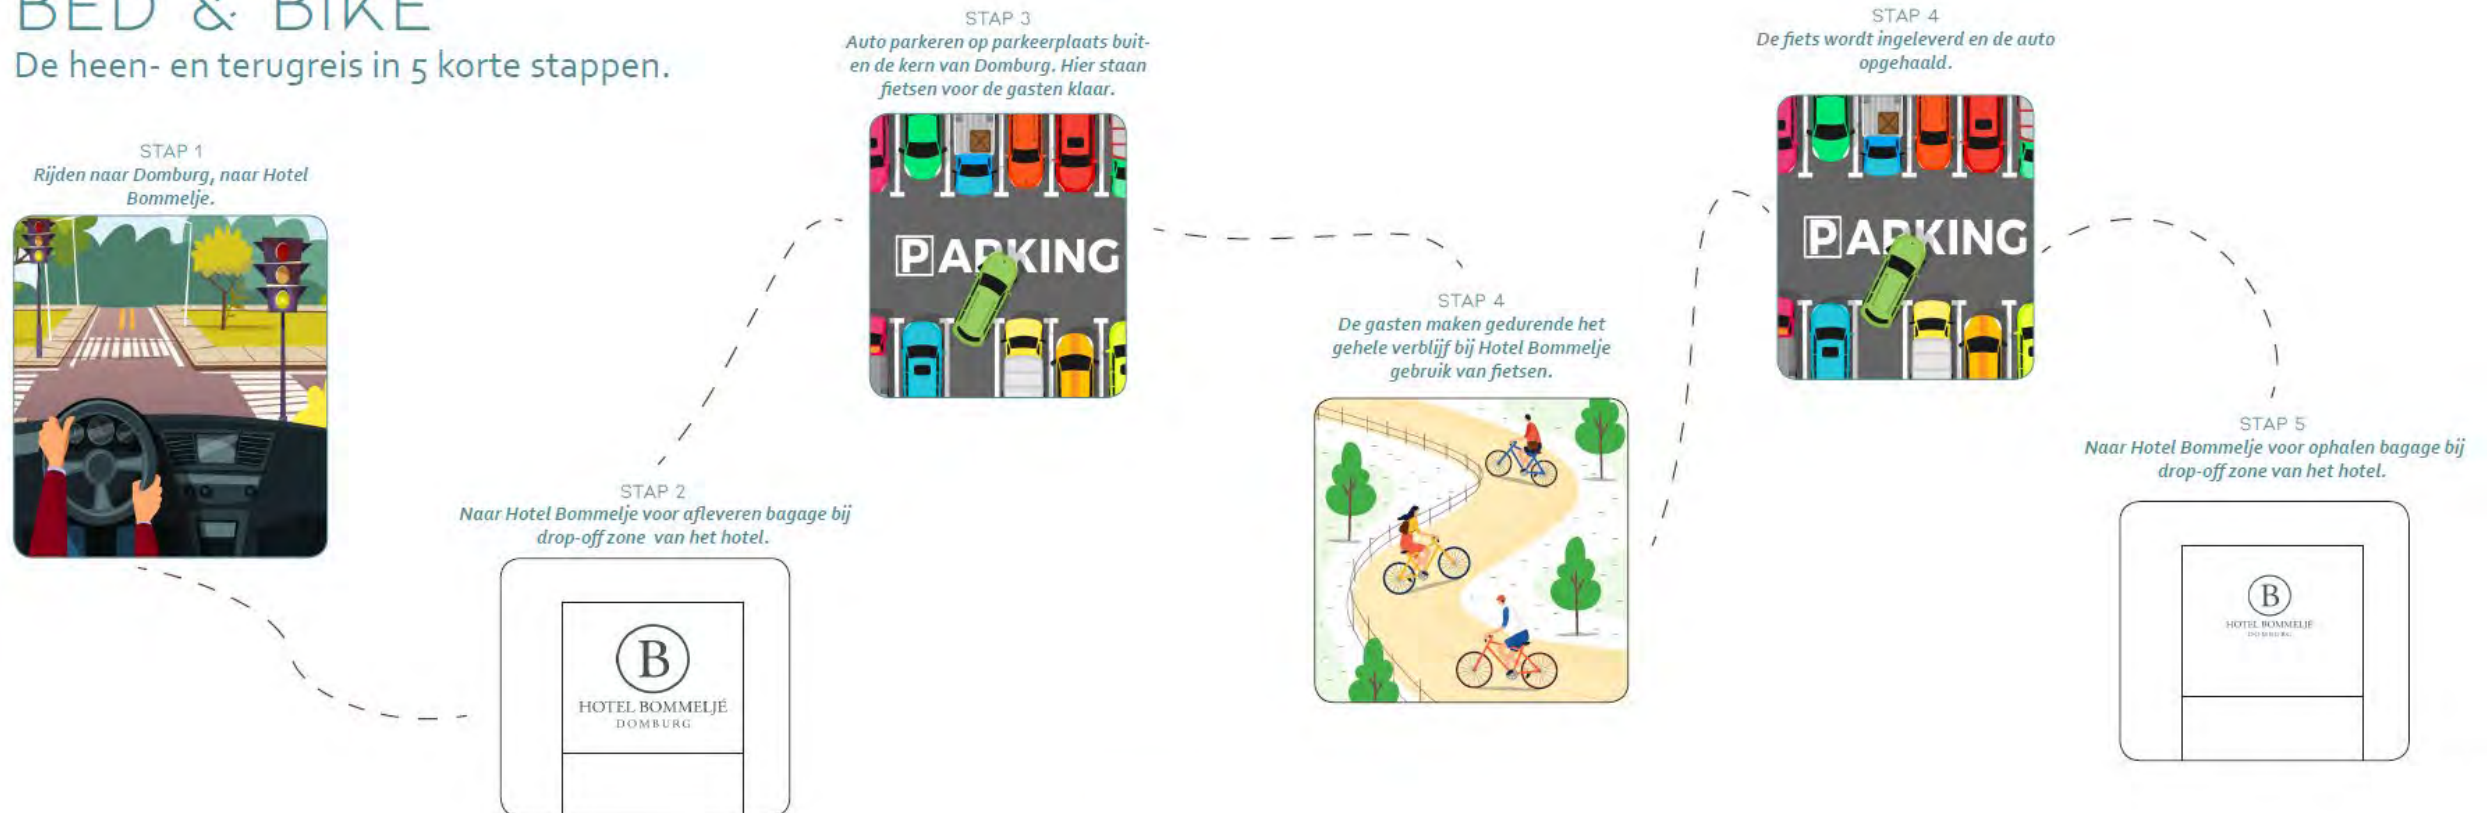 BED & BIKE
De heen- en terugreis in 5 korte stappen.
STAP 1
Rijden naar Domburg, naar Hotel
Bommelje.
STAP 2
Naar Hotel Bommelje voor afleveren bagage bij
drop-off zone van het hotel.
B
HOTEL BOMMELJÉ
DOMBURG
STAP 3
Auto parkeren op parkeerplaats buit-
en de kern van Domburg. Hier staan
fietsen voor de gasten klaar.
PARKING
STAP 4
De gasten maken gedurende het
gehele verblijf bij Hotel Bommelje
gebruik van fietsen.
STAP 4
De fiets wordt ingeleverd en de auto
opgehaald.
PARKING
STAP 5
Naar Hotel Bommelje voor ophalen bagage bij
drop-off zone van het hotel.
B
HOTEL BOMMELJÉ
DOMBURG